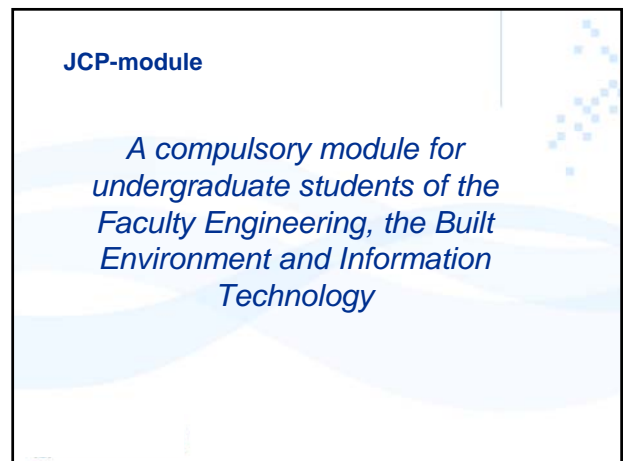 JCP-module
A compulsory module for
undergraduate students of the
Faculty Engineering, the Built
Environment and Information
Technology